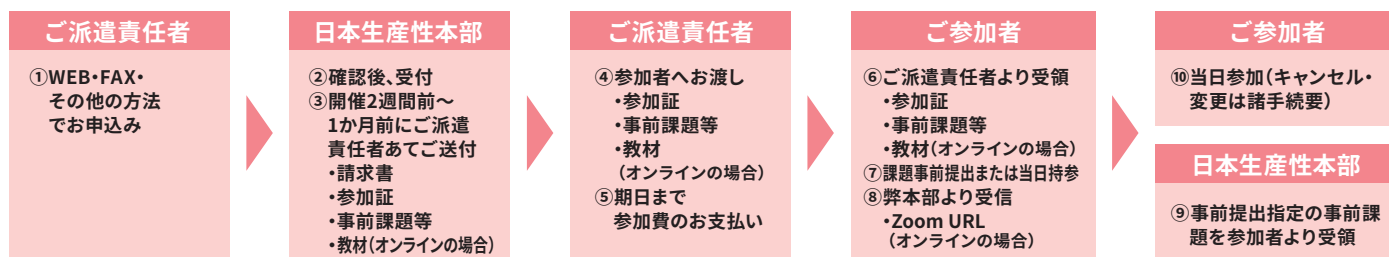 ご派遣責任者
①WEB・FAX・
その他の方法
でお申込み
日本生産性本部
②確認後、受付
③開催2週間前～
1か月前にご派遣
責任者あてご送付
・請求書
・参加証
・事前課題等
・教材(オンラインの場合)
ご派遣責任者
④参加者へお渡し
・参加証
・事前課題等
・教材
(オンラインの場合)
⑤期日まで
参加費のお支払い
ご参加者
⑥ご派遣責任者より受領
・参加証
・事前課題等
・教材(オンラインの場合)
⑦課題事前提出または当日持参
⑧弊本部より受信
・Zoom URL
(オンラインの場合)
ご参加者
⑩当日参加(キャンセル・
変更は諸手続要)
日本生産性本部
⑨事前提出指定の事前課
題を参加者より受領